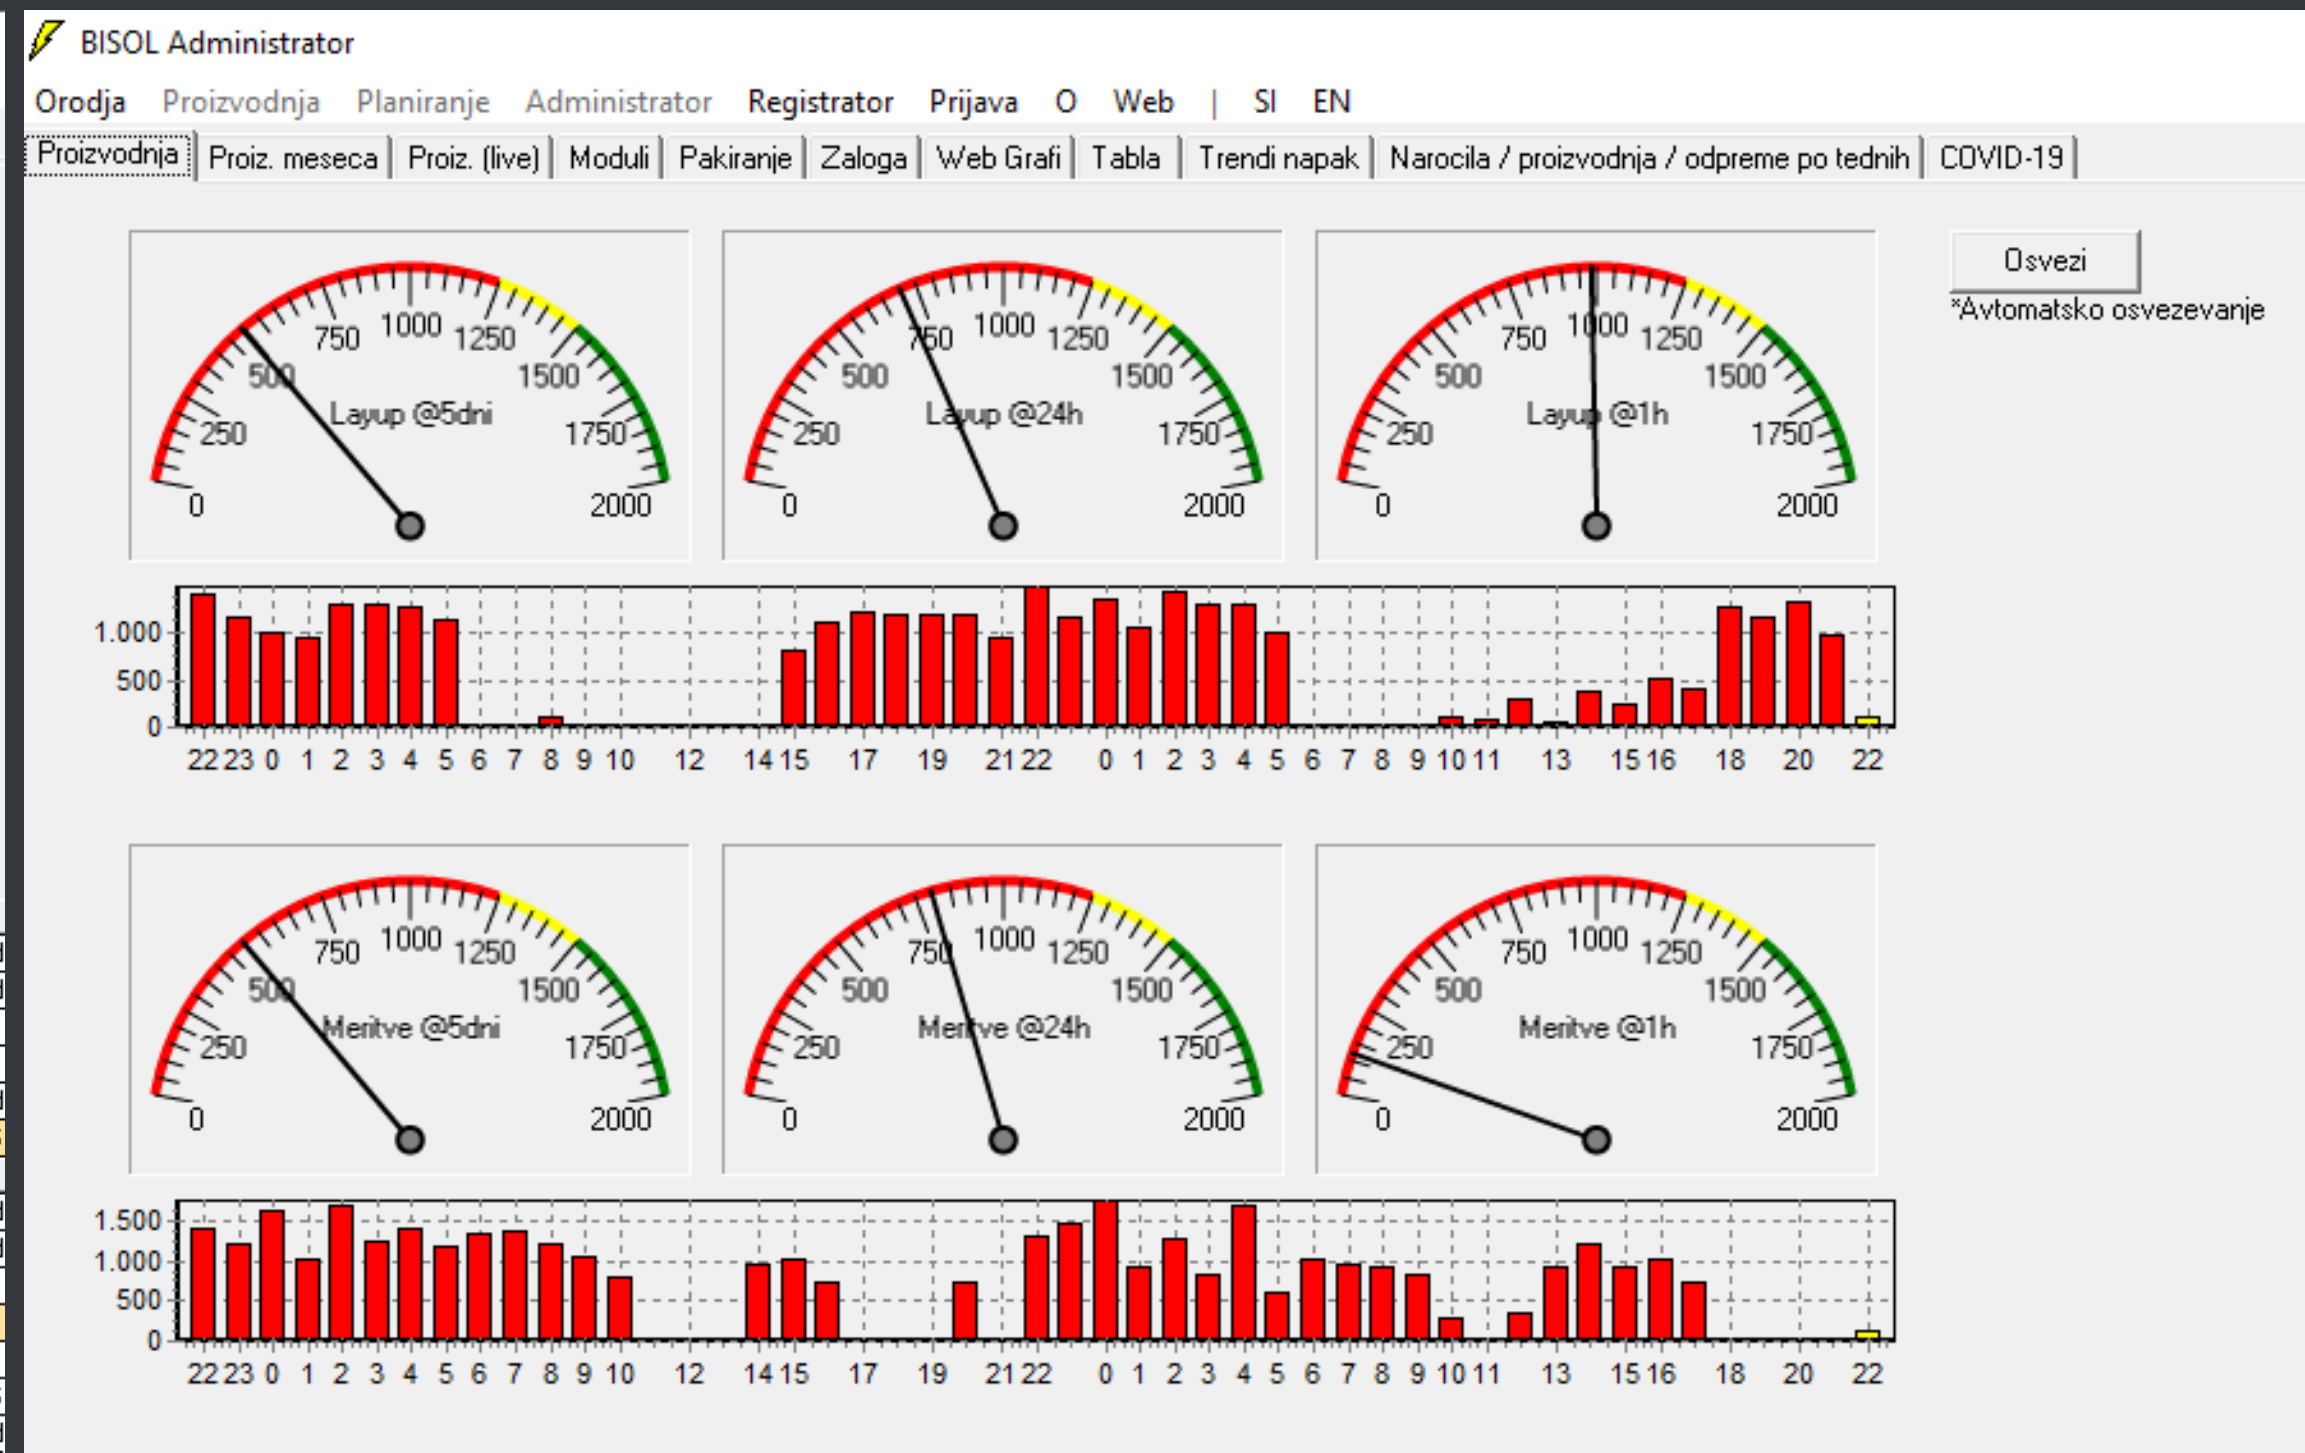 BISOL Administrator
Orodja Proizvodnja Planiranje Administrator Registrator Prijava O Web | SI EN
Proizvodnja Proiz. meseca Proiz. (live) Moduli Pakiranje Zaloga Web Grafi Tabla Trendi napak Narocila / proizvodnja / odpreme po tednih COVID-19
0 250 500 750 1000 1250 1500 1750 2000
Layup @5dni
0 250 500 750 1000 1250 1500 1750 2000
Layup @24h
0 250 500 750 1000 1250 1500 1750 2000
Layup @1h
Osvezi
*Avtomatsko osvezevanje
1.000
500
0
22 23 0 1 2 3 4 5 6 7 8 9 10 12 14 15 17 19 21 22 0 1 2 3 4 5 6 7 8 9 10 11 13 15 16 18 20 22
0 250 500 750 1000 1250 1500 1750 2000
Meritve @5dni
0 250 500 750 1000 1250 1500 1750 2000
Meritve @24h
0 250 500 750 1000 1250 1500 1750 2000
Meritve @1h
1.500
1.000
500
0
22 23 0 1 2 3 4 5 6 7 8 9 10 12 14 15 17 19 21 22 0 1 2 3 4 5 6 7 8 9 10 11 13 15 16 18 20 22